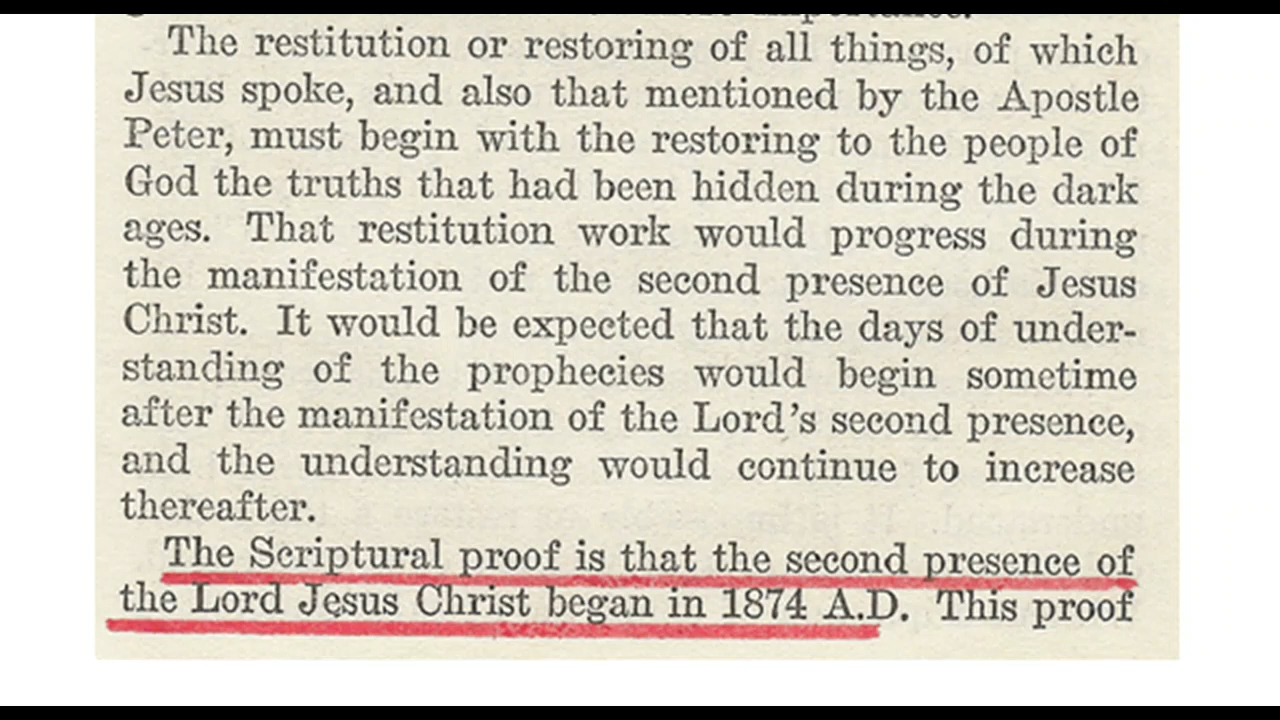 The restitution or restoring of all things, of which
Jesus spoke, and also that mentioned by the Apostle
Peter, must begin with the restoring to the people of
God the truths that had been hidden during the dark
ages. That restitution work would progress during
the manifestation of the second presence of Jesus
Christ. It would be expected that the days of under-
standing of the prophecies would begin sometime
after the manifestation of the Lord's second presence,
and the understanding would continue to increase
thereafter.
The Scriptural proof is that the second presence of
the Lord Jesus Christ began in 1874 A.D. This proof